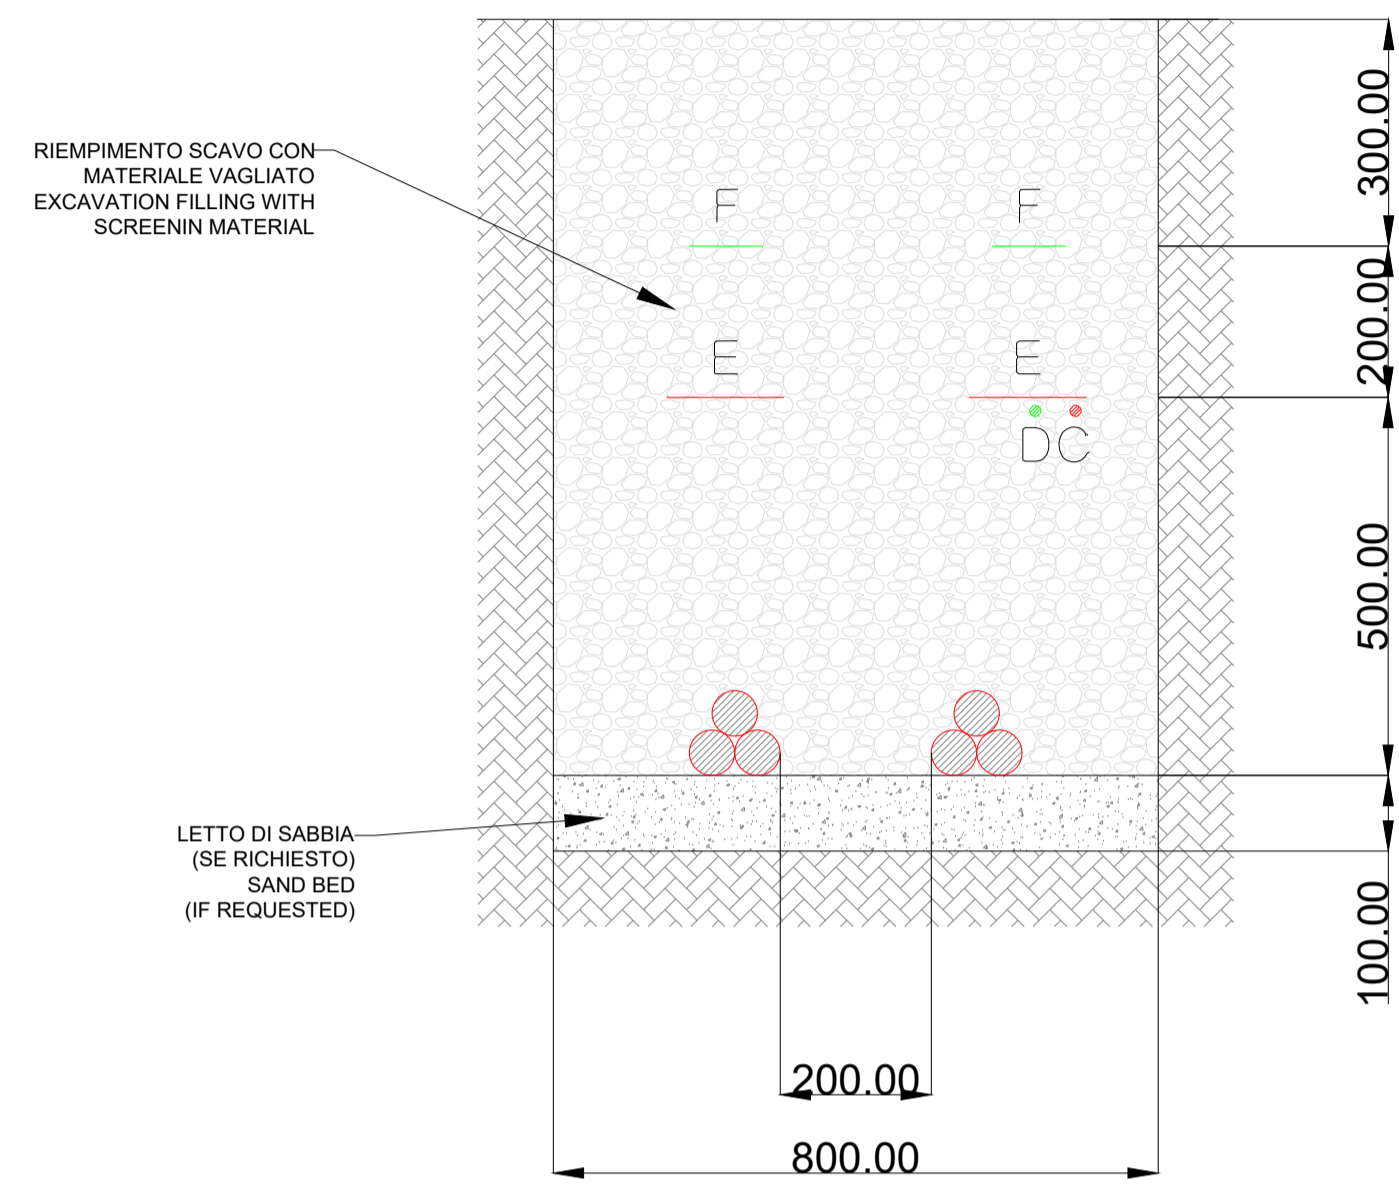 300.00
RIEMPIMENTO SCAVO CON
MATERIALE VAGLIATO
EXCAVATION FILLING WITH
SCREENIN MATERIAL
F F
200.00
E E
D C
500.00
LETTO DI SABBIA
(SE RICHIESTO)
SAND BED
(IF REQUESTED)
100.00
200.00
800.00